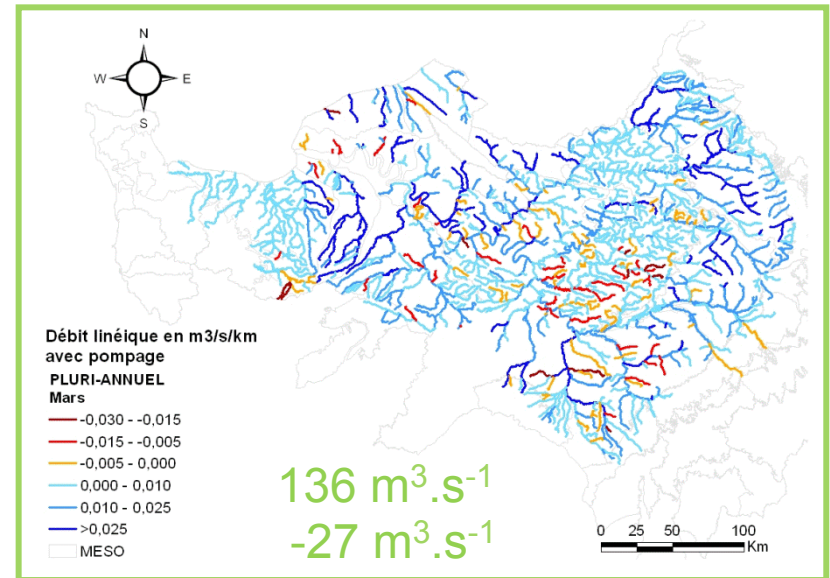 N
W E
S
Débit linéique en m3/s/km
avec pompage
PLURI-ANNUEL
Mars
-0,030 - -0,015
-0,015 - -0,005
-0,005 - 0,000
0,000 - 0,010
0,010 - 0,025
>0,025
MESO
136 m³.s⁻¹
-27 m³.s⁻¹
0 25 50 100
Km